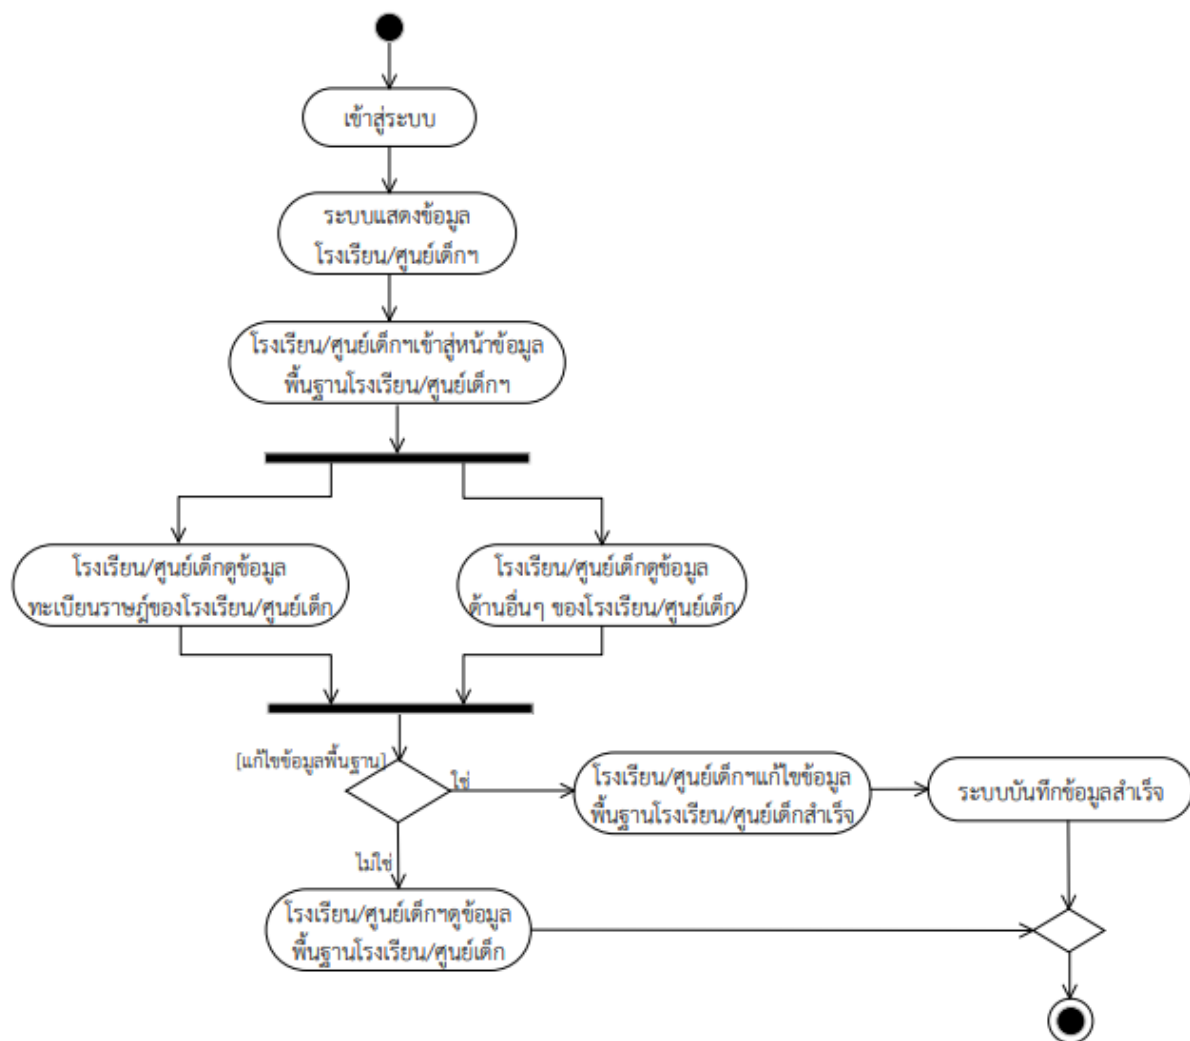 เข้าสู่ระบบ
ระบบแสดงข้อมูล
โรงเรียน/ศูนย์เด็กฯ
โรงเรียน/ศูนย์เด็กฯเข้าสู่หน้าข้อมูล
พื้นฐานโรงเรียน/ศูนย์เด็กฯ
โรงเรียน/ศูนย์เด็กดูข้อมูล
ทะเบียนราษฎ์ของโรงเรียน/ศูนย์เด็ก
โรงเรียน/ศูนย์เด็กดูข้อมูล
ด้านอื่นๆ ของโรงเรียน/ศูนย์เด็ก
[แก้ไขข้อมูลพื้นฐาน]
ใช่
โรงเรียน/ศูนย์เด็กฯแก้ไขข้อมูล
พื้นฐานโรงเรียน/ศูนย์เด็กสำเร็จ
ระบบบันทึกข้อมูลสำเร็จ
ไม่ใช่
โรงเรียน/ศูนย์เด็กฯดูข้อมูล
พื้นฐานโรงเรียน/ศูนย์เด็ก